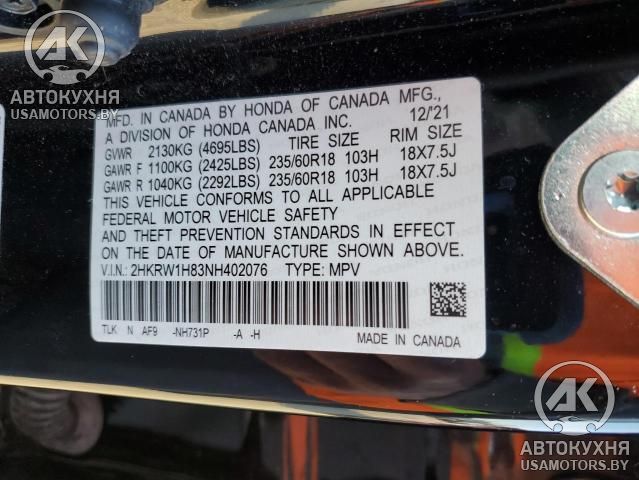 АК
АВТОКУХНЯ
USAMOTORS.BY
MFD. IN CANADA BY HONDA OF CANADA MFG.,
A DIVISION OF HONDA CANADA INC. 12/'21
GVWR 2130KG (4695LBS) TIRE SIZE RIM SIZE
GAWR F 1100KG (2425LBS) 235/60R18 103H 18X7.5J
GAWR R 1040KG (2292LBS) 235/60R18 103H 18X7.5J
THIS VEHICLE CONFORMS TO ALL APPLICABLE
FEDERAL MOTOR VEHICLE SAFETY
AND THEFT PREVENTION STANDARDS IN EFFECT
ON THE DATE OF MANUFACTURE SHOWN ABOVE.
V.I.N.: 2HKRW1H83NH402076 TYPE: MPV
TLK N AF9 -NH731P -A -H MADE IN CANADA
АК
АВТОКУХНЯ
USAMOTORS.BY